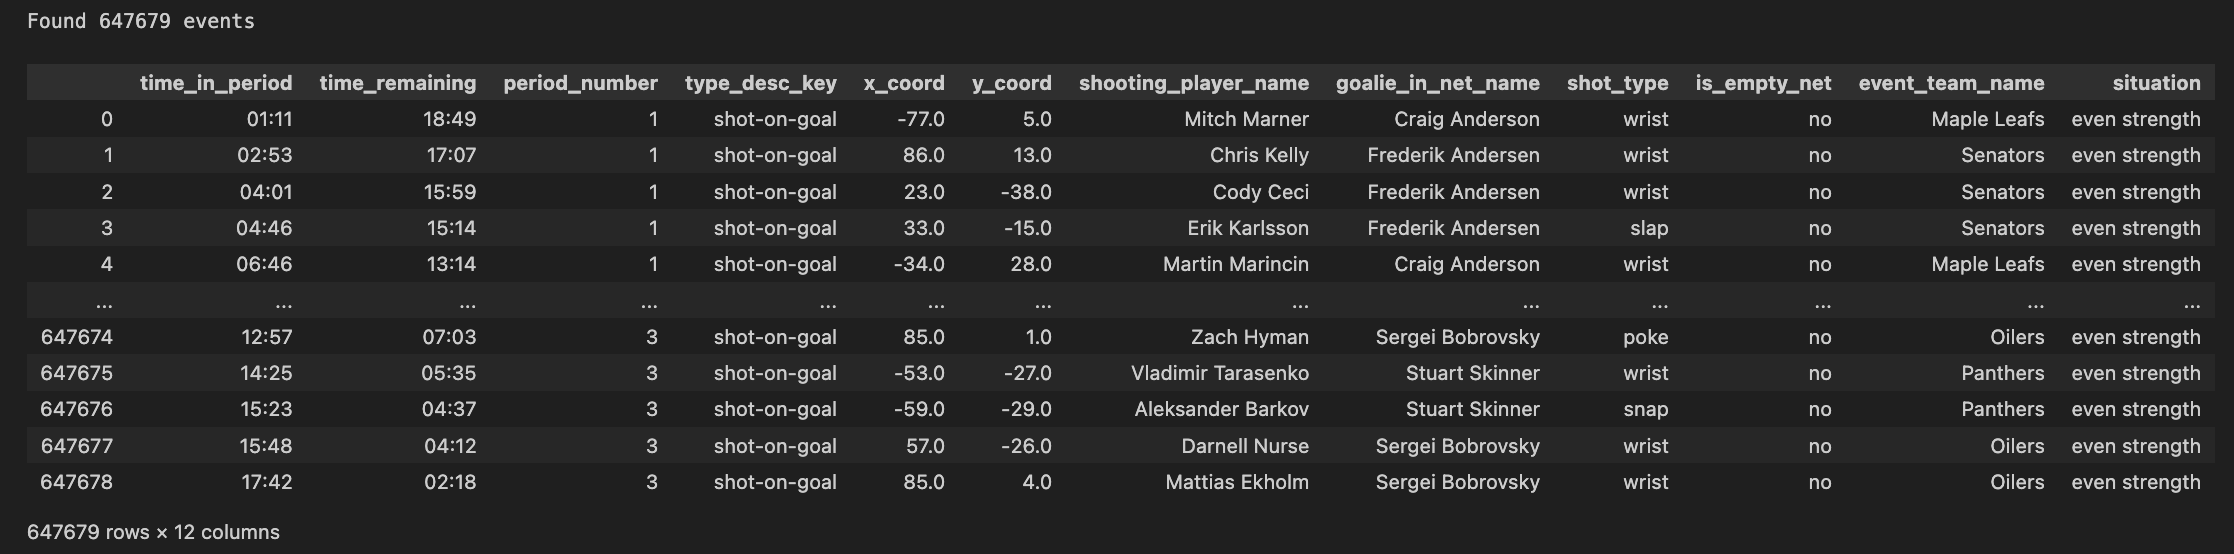 Found 647679 events
time_in_period time_remaining period_number type_desc_key x_coord y_coord shooting_player_name goalie_in_net_name shot_type is_empty_net event_team_name situation
0 01:11 18:49 1 shot-on-goal -77.0 5.0 Mitch Marner Craig Anderson wrist no Maple Leafs even strength
1 02:53 17:07 1 shot-on-goal 86.0 13.0 Chris Kelly Frederik Andersen wrist no Senators even strength
2 04:01 15:59 1 shot-on-goal 23.0 -38.0 Cody Ceci Frederik Andersen wrist no Senators even strength
3 04:46 15:14 1 shot-on-goal 33.0 -15.0 Erik Karlsson Frederik Andersen slap no Senators even strength
4 06:46 13:14 1 shot-on-goal -34.0 28.0 Martin Marincin Craig Anderson wrist no Maple Leafs even strength
... ... ... ... ... ... ... ... ... ... ... ... ...
647674 12:57 07:03 3 shot-on-goal 85.0 1.0 Zach Hyman Sergei Bobrovsky poke no Oilers even strength
647675 14:25 05:35 3 shot-on-goal -53.0 -27.0 Vladimir Tarasenko Stuart Skinner wrist no Panthers even strength
647676 15:23 04:37 3 shot-on-goal -59.0 -29.0 Aleksander Barkov Stuart Skinner snap no Panthers even strength
647677 15:48 04:12 3 shot-on-goal 57.0 -26.0 Darnell Nurse Sergei Bobrovsky wrist no Oilers even strength
647678 17:42 02:18 3 shot-on-goal 85.0 4.0 Mattias Ekholm Sergei Bobrovsky wrist no Oilers even strength
647679 rows × 12 columns